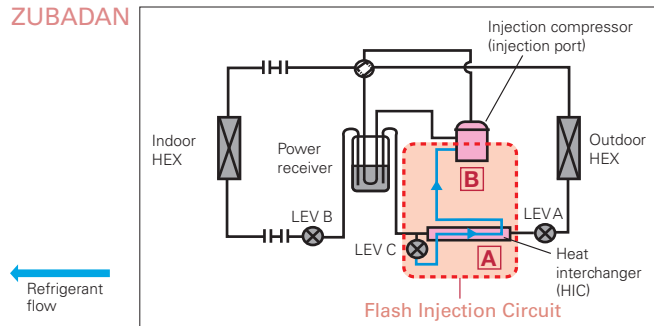 ZUBADAN
Injection compressor
(injection port)
Indoor
HEX
Power
receiver
Outdoor
HEX
B
LEV B
LEV A
LEV C
A
Heat
interchanger
(HIC)
Refrigerant
flow
Flash Injection Circuit